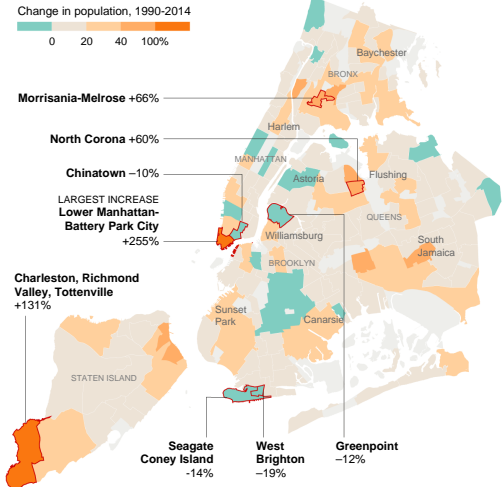 Change in population, 1990-2014
0 20 40 100%
Baychester
BRONX
Morrisania-Melrose +66%
Harlem
North Corona +60%
MANHATTAN
Chinatown –10%
Astoria
Flushing
LARGEST INCREASE
Lower Manhattan-
Battery Park City
+255%
QUEENS
Williamsburg
South
Jamaica
BROOKLYN
Charleston, Richmond
Valley, Tottenville
+131%
Sunset
Park
Canarsie
STATEN ISLAND
Seagate
Coney Island
-14%
West
Brighton
–19%
Greenpoint
–12%